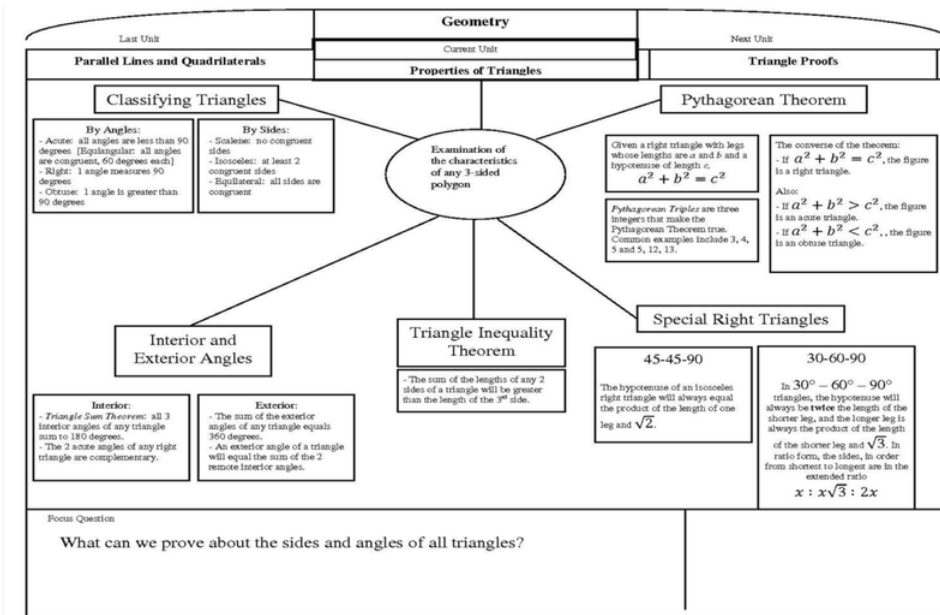 Geometry
Last Unit
Current Unit
Next Unit
Parallel Lines and Quadrilaterals
Properties of Triangles
Triangle Proofs
Classifying Triangles
By Angles:
- Acute: all angles are less than 90
degrees [Equiangular: all angles
are congruent, 60 degrees each]
- Right: 1 angle measures 90
degrees
- Obtuse: 1 angle is greater than
90 degrees
By Sides:
- Scalene: no congruent
sides
- Isosceles: at least 2
congruent sides
- Equilateral: all sides are
congruent
Examination of
the characteristics
of any 3-sided
polygon
Pythagorean Theorem
Given a right triangle with legs
whose lengths are a and b and a
hypotenuse of length c,
a² + b² = c²
Pythagorean Triples are three
integers that make the
Pythagorean Theorem true.
Common examples include 3, 4,
5 and 5, 12, 13.
The converse of the theorem:
- If a² + b² = c², the figure
is a right triangle.
Also:
- If a² + b² > c², the figure
is an acute triangle.
- If a² + b² < c², , the figure
is an obtuse triangle.
Interior and
Exterior Angles
Interior:
- Triangle Sum Theorem: all 3
interior angles of any triangle
sum to 180 degrees.
- The 2 acute angles of any right
triangle are complementary.
Exterior:
- The sum of the exterior
angles of any triangle equals
360 degrees.
- An exterior angle of a triangle
will equal the sum of the 2
remote interior angles.
Triangle Inequality
Theorem
- The sum of the lengths of any 2
sides of a triangle will be greater
than the length of the 3rd side.
Special Right Triangles
45-45-90
The hypotenuse of an isosceles
right triangle will always equal
the product of the length of one
leg and √2.
30-60-90
In 30° – 60° – 90°
triangles, the hypotenuse will
always be twice the length of the
shorter leg, and the longer leg is
always the product of the length
of the shorter leg and √3. In
ratio form, the sides, in order
from shortest to longest are in the
extended ratio
x : x√3 : 2x
Focus Question
What can we prove about the sides and angles of all triangles?